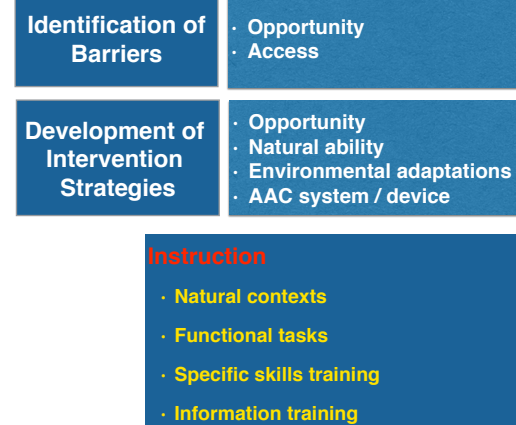 Identification of
Barriers
· Opportunity
· Access
Development of
Intervention
Strategies
· Opportunity
· Natural ability
· Environmental adaptations
· AAC system / device
Instruction
· Natural contexts
· Functional tasks
· Specific skills training
· Information training